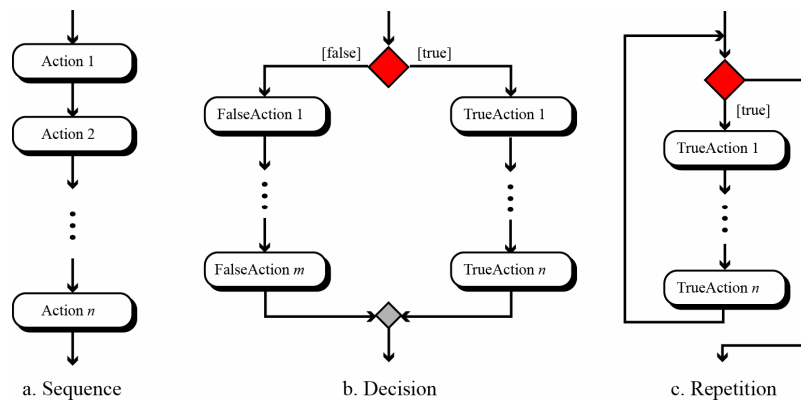 Action 1
Action 2
Action n
a. Sequence
[false]
[true]
FalseAction 1
TrueAction 1
FalseAction m
TrueAction n
b. Decision
[true]
TrueAction 1
TrueAction n
c. Repetition